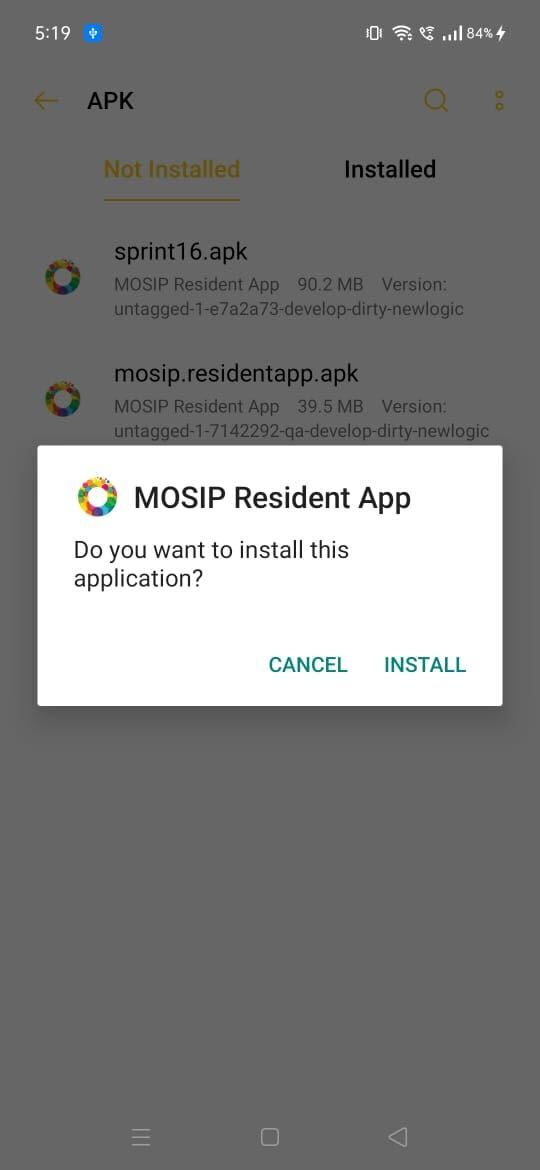 5:19 84%
APK
Not Installed Installed
sprint16.apk
MOSIP Resident App 90.2 MB Version:
untagged-1-e7a2a73-develop-dirty-newlogic
mosip.residentapp.apk
MOSIP Resident App 39.5 MB Version:
untagged-1-7142292-qa-develop-dirty-newlogic
MOSIP Resident App
Do you want to install this
application?
CANCEL INSTALL